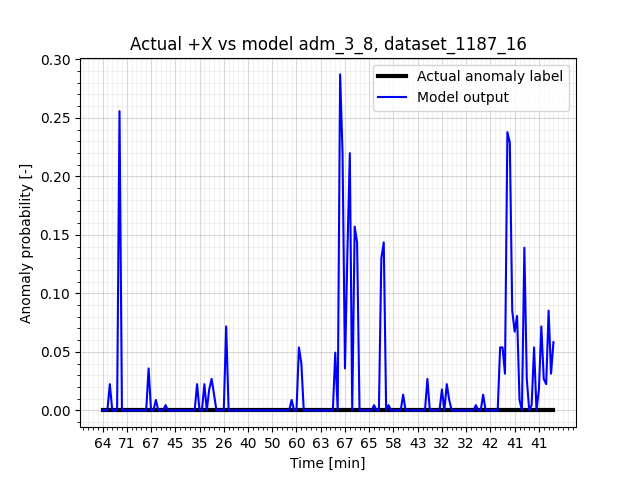 Actual +X vs model adm_3_8, dataset_1187_16
Actual anomaly label
Model output
Anomaly probability [-]
0.30
0.25
0.20
0.15
0.10
0.05
0.00
64 71 67 45 35 26 40 50 60 63 67 65 58 43 32 32 42 41 41
Time [min]